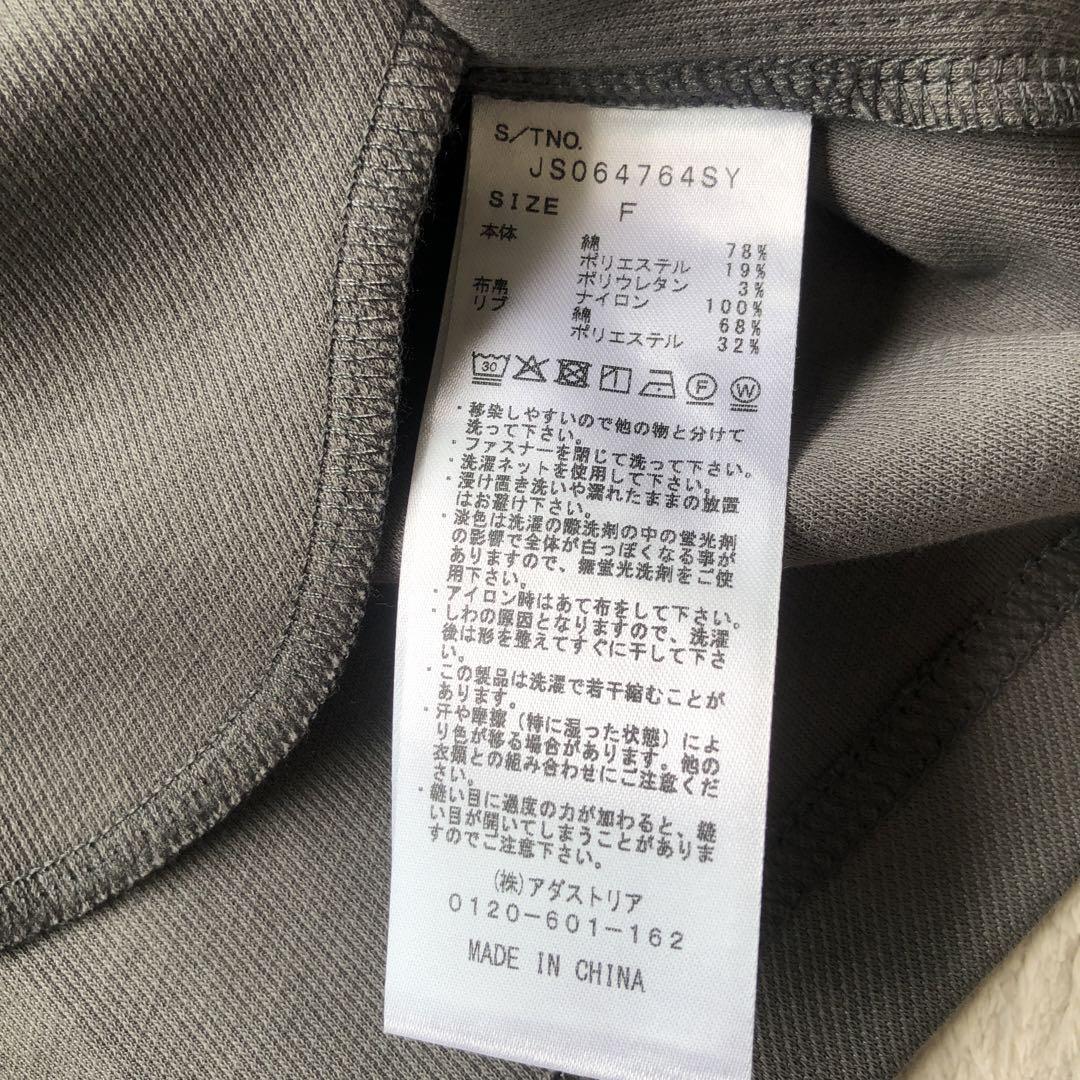 S/TNO.
JS064764SY
SIZE F
本体 綿 78%
ポリエステル 19%
ポリウレタン 3%
布帛 ナイロン 100%
リブ 綿 68%
ポリエステル 32%
30 1 F W
・移染しやすいので他の物と分けて
洗って下さい。
・ファスナーを閉じて洗って下さい。
・洗濯ネットを使用して下さい。
・浸け置き洗いや濡れたままの放置
はお避け下さい。
・淡色は洗濯の際洗剤の中の蛍光剤
の影響で全体が白っぽくなる事が
ありますので、無蛍光洗剤をご使
用下さい。
・アイロン時はあて布をして下さい。
・しわの原因となりますので、洗濯
後は形を整えてすぐに干して下さ
い。
・この製品は洗濯で若干縮むことが
あります。
・汗や摩擦（特に湿った状態）によ
り色が移る場合があります。他の
衣類との組み合わせにご注意くだ
さい。
・縫い目に過度の力が加わると、縫
い目が開いてしまうことがありま
すのでご注意下さい。
(株)アダストリア
0120-601-162
MADE IN CHINA